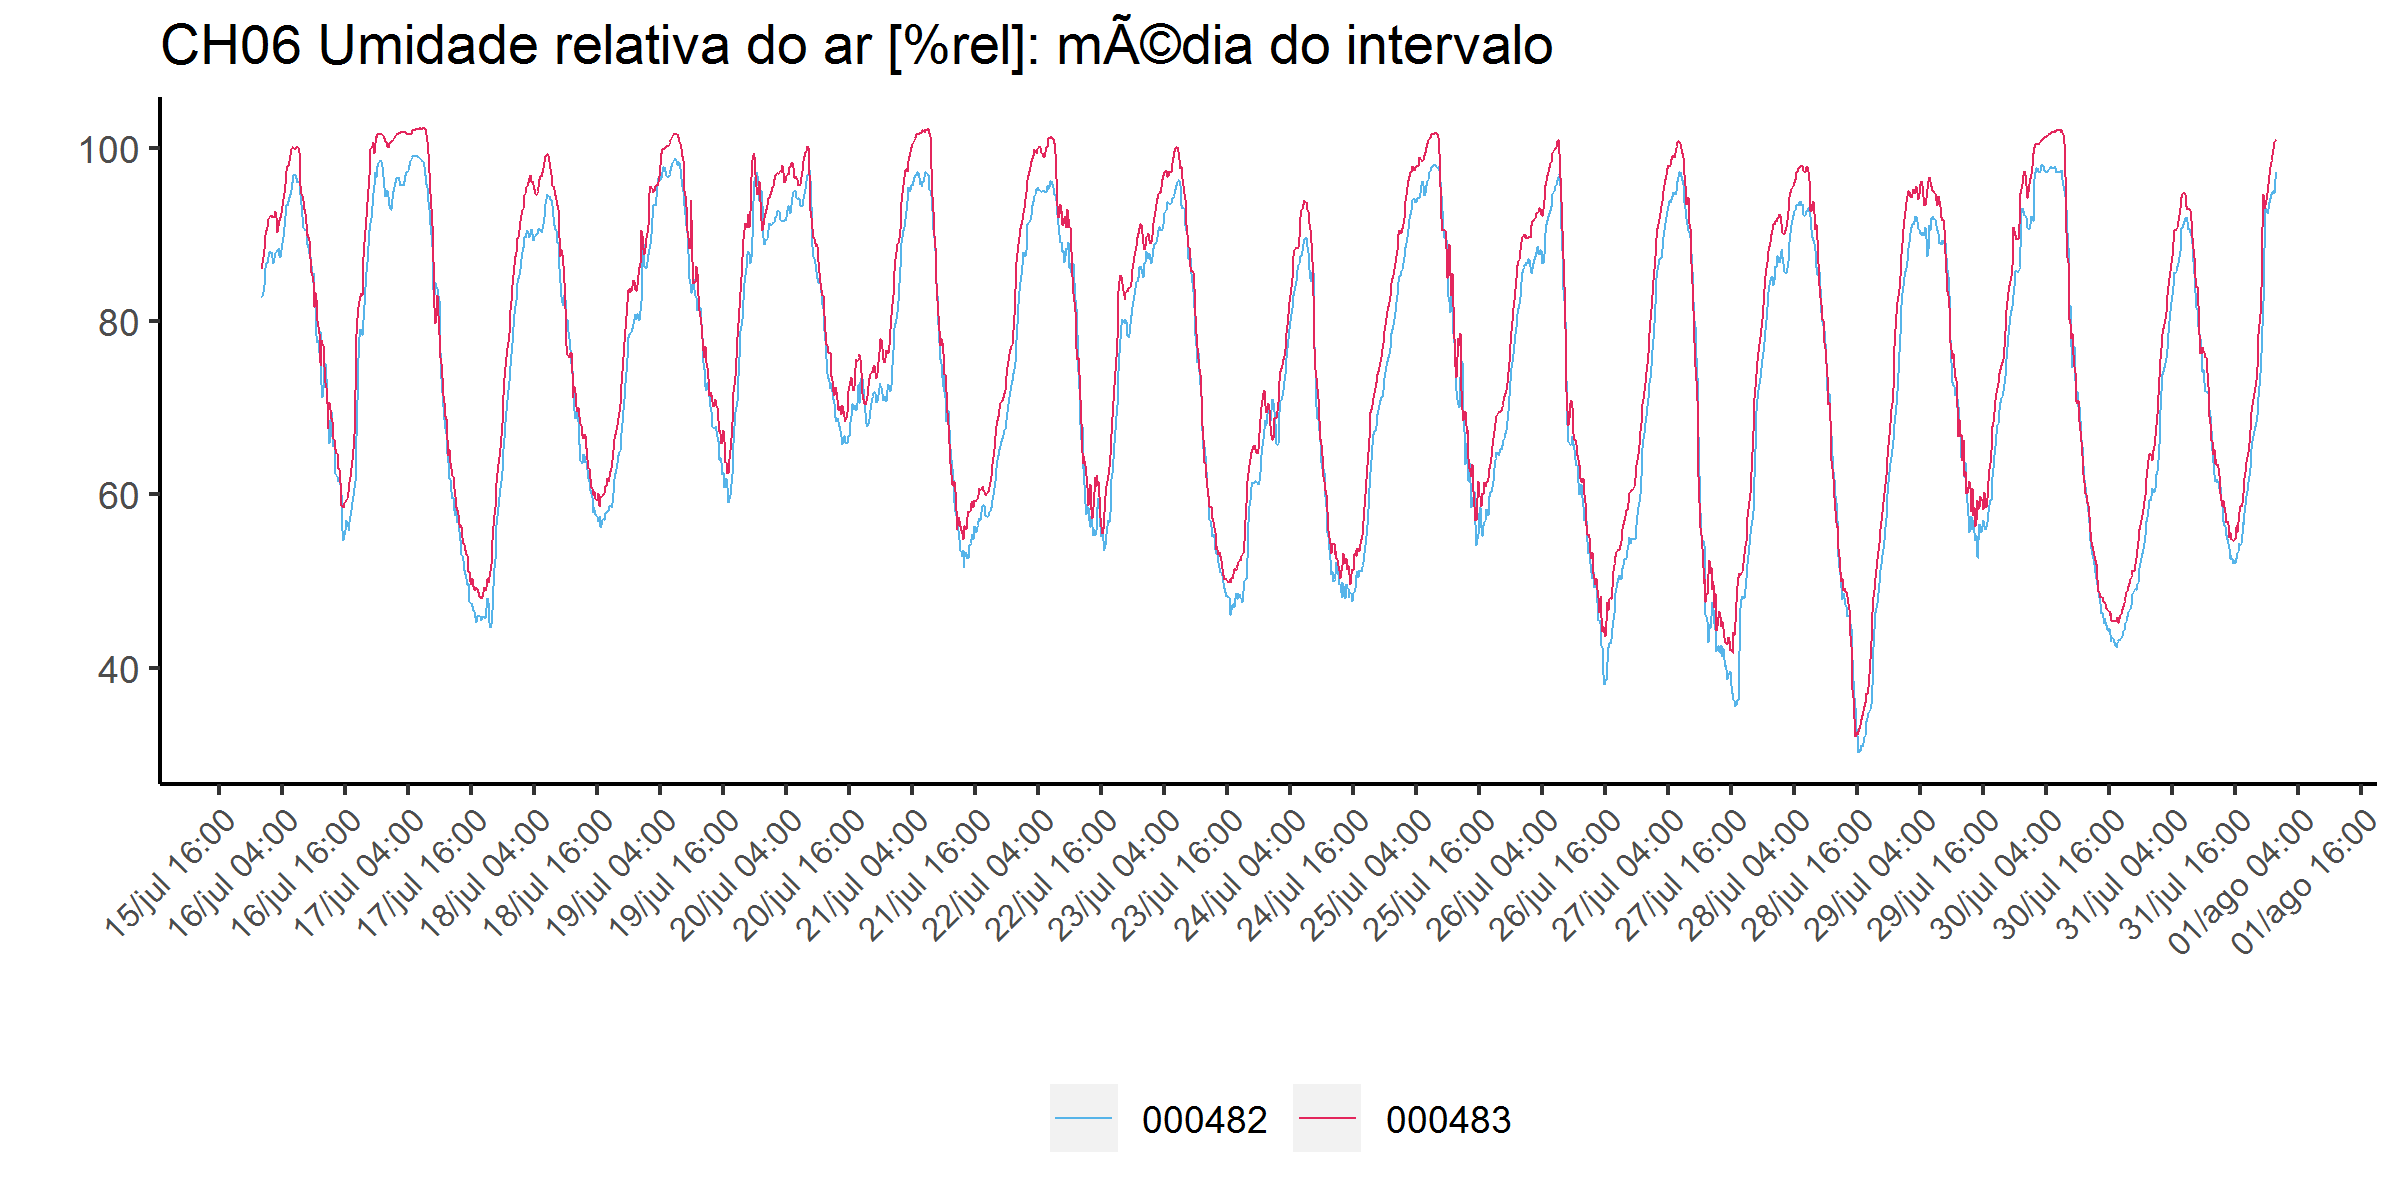 CH06 Umidade relativa do ar [%rel]: mÃ©dia do intervalo
100
80
60
40
15/jul 16:00
16/jul 04:00
16/jul 16:00
17/jul 04:00
17/jul 16:00
18/jul 04:00
18/jul 16:00
19/jul 04:00
19/jul 16:00
20/jul 04:00
20/jul 16:00
21/jul 04:00
21/jul 16:00
22/jul 04:00
22/jul 16:00
23/jul 04:00
23/jul 16:00
24/jul 04:00
24/jul 16:00
25/jul 04:00
25/jul 16:00
26/jul 04:00
26/jul 16:00
27/jul 04:00
27/jul 16:00
28/jul 04:00
28/jul 16:00
29/jul 04:00
29/jul 16:00
30/jul 04:00
30/jul 16:00
31/jul 04:00
31/jul 16:00
01/ago 04:00
01/ago 16:00
000482
000483